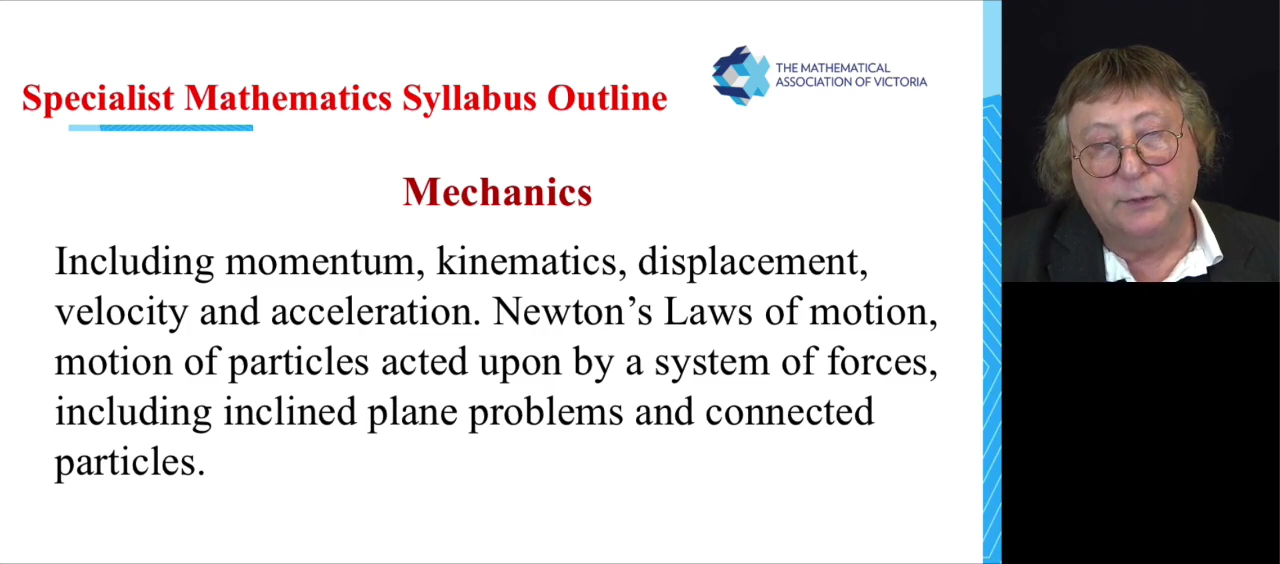 THE MATHEMATICAL
ASSOCIATION OF VICTORIA
Specialist Mathematics Syllabus Outline
Mechanics
Including momentum, kinematics, displacement,
velocity and acceleration. Newton’s Laws of motion,
motion of particles acted upon by a system of forces,
including inclined plane problems and connected
particles.